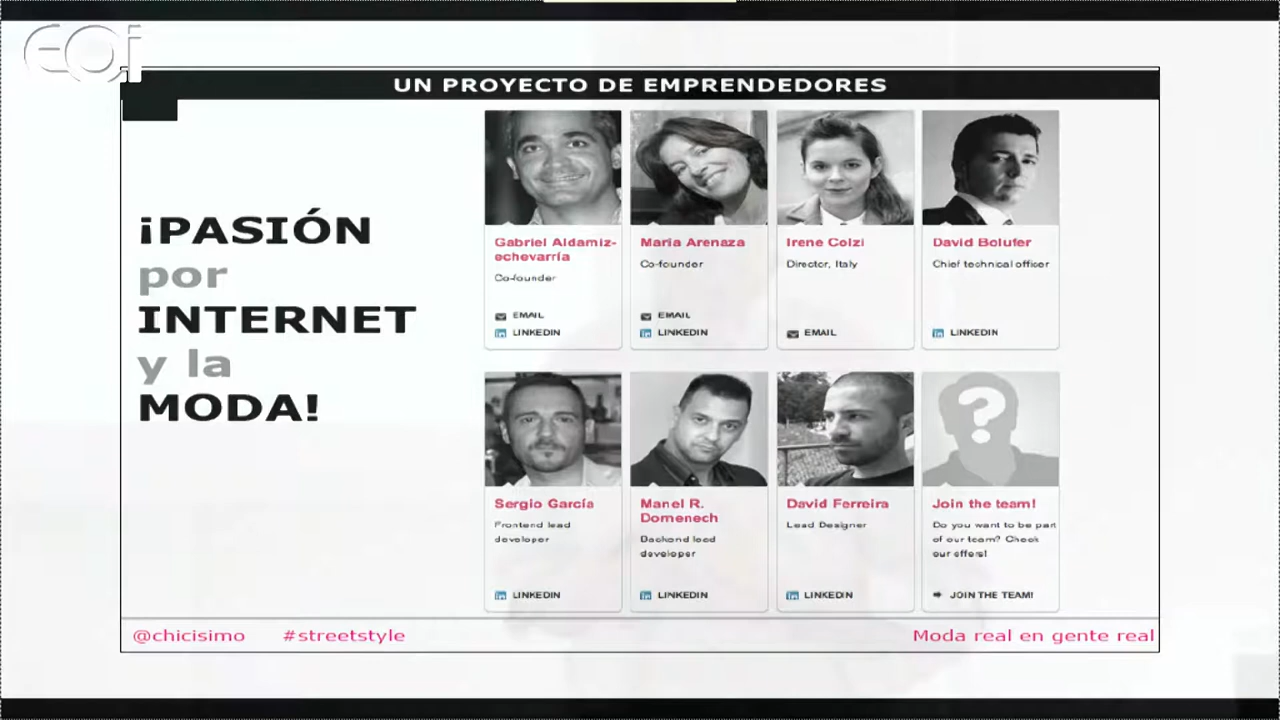 EOI
UN PROYECTO DE EMPRENDEDORES
¡PASIÓN
por
INTERNET
y la
MODA!
Gabriel Aldamiz-
echevarría
Co-founder
EMAIL
LINKEDIN
María Arenaza
Co-founder
EMAIL
LINKEDIN
Irene Colzi
Director, Italy
EMAIL
David Bolufer
Chief technical officer
LINKEDIN
Sergio García
Frontend lead
developer
LINKEDIN
Manel R.
Domenech
Backend lead
developer
LINKEDIN
David Ferreira
Lead Designer
LINKEDIN
Join the team!
Do you want to be part
of our team? Check
our offers!
JOIN THE TEAM!
@chicisimo #streetstyle
Moda real en gente real